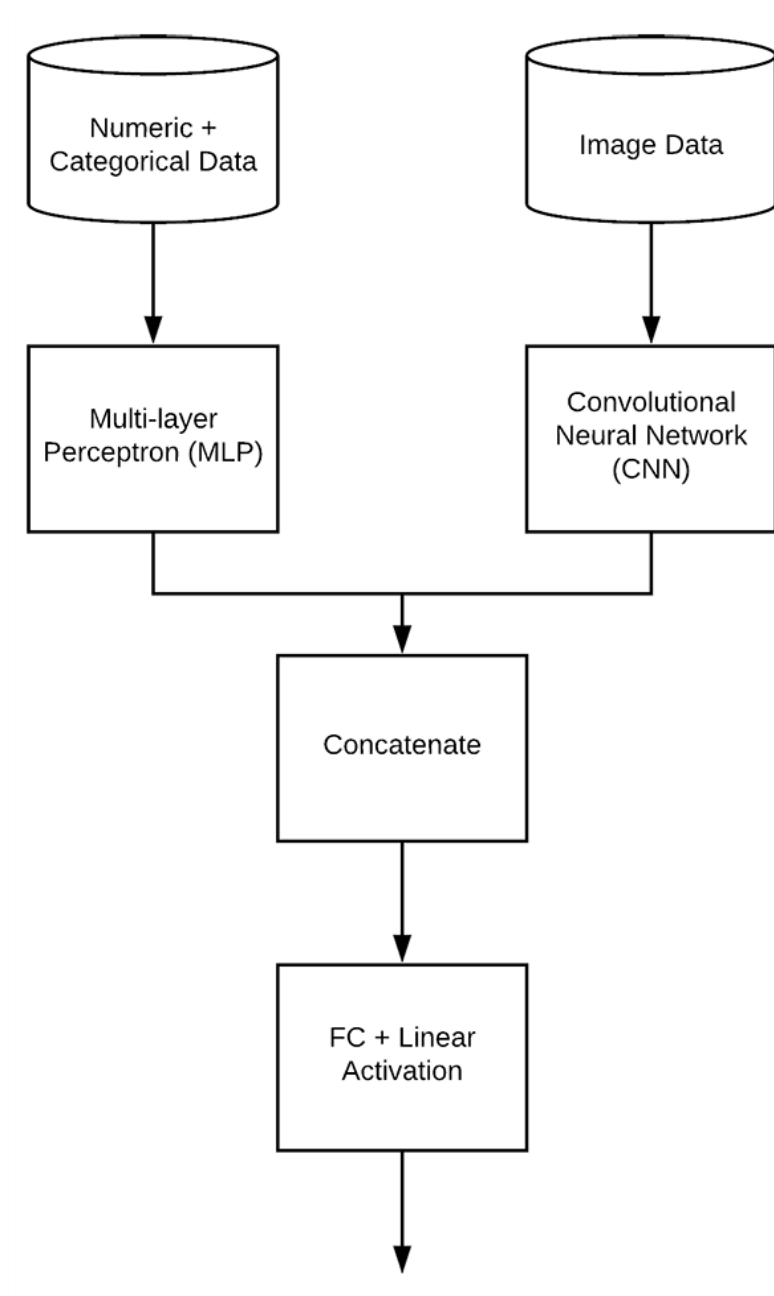 Numeric +
Categorical Data
Image Data
Multi-layer
Perceptron (MLP)
Convolutional
Neural Network
(CNN)
Concatenate
FC + Linear
Activation